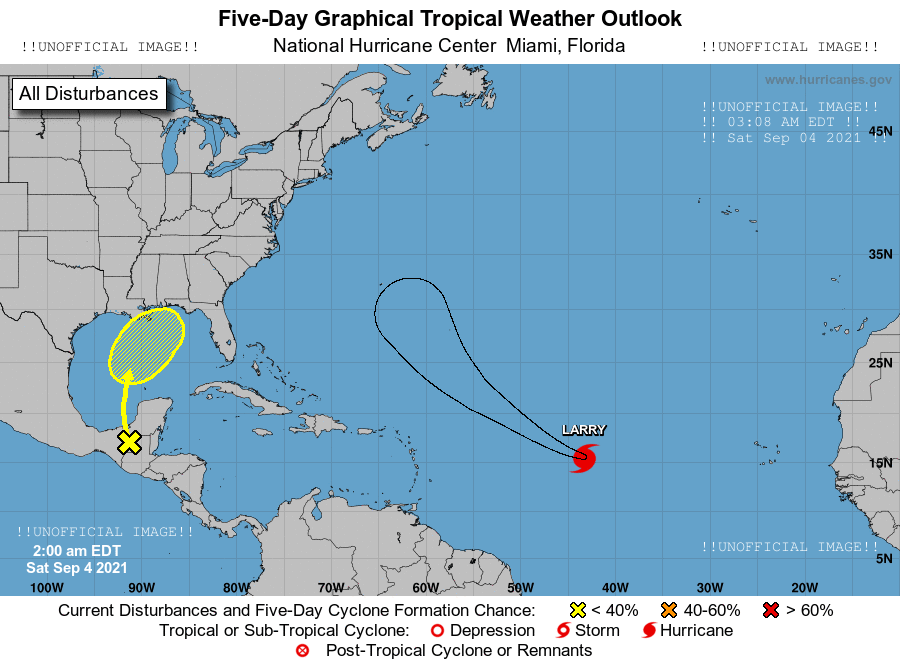 Five-Day Graphical Tropical Weather Outlook
!!UNOFFICIAL IMAGE!! National Hurricane Center Miami, Florida !!UNOFFICIAL IMAGE!!
www.hurricanes.gov
All Disturbances
!!UNOFFICIAL IMAGE!!
!! 03:08 AM EDT !!
45N
!! Sat Sep 04 2021 !!
35N
25N
LARRY
15N
!!UNOFFICIAL IMAGE!!
2:00 am EDT
!!UNOFFICIAL IMAGE!!
5N
Sat Sep 4 2021
100W 90W 80W 70W 60W 50W 40W 30W 20W
Current Disturbances and Five-Day Cyclone Formation Chance: < 40% 40-60% > 60%
Tropical or Sub-Tropical Cyclone: Depression Storm Hurricane
Post-Tropical Cyclone or Remnants